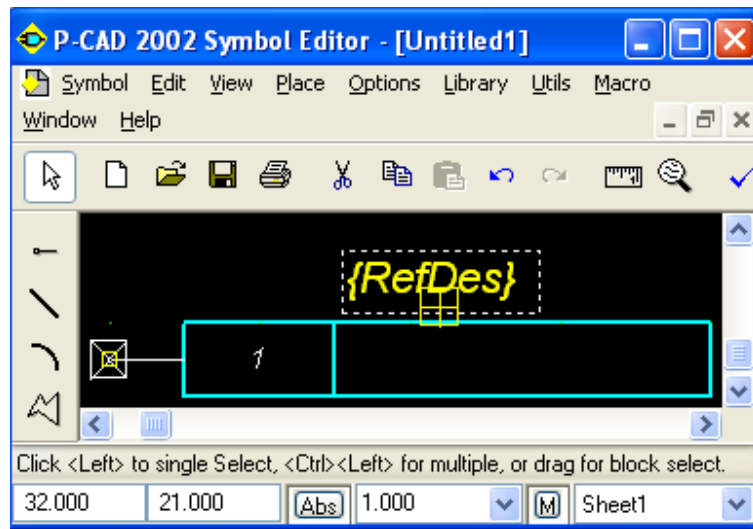 P-CAD 2002 Symbol Editor - [Untitled1]
Symbol Edit View Place Options Library Utils Macro
Window Help
{RefDes}
1
Click <Left> to single Select, <Ctrl><Left> for multiple, or drag for block select.
32.000 21.000 Abs 1.000 M Sheet1